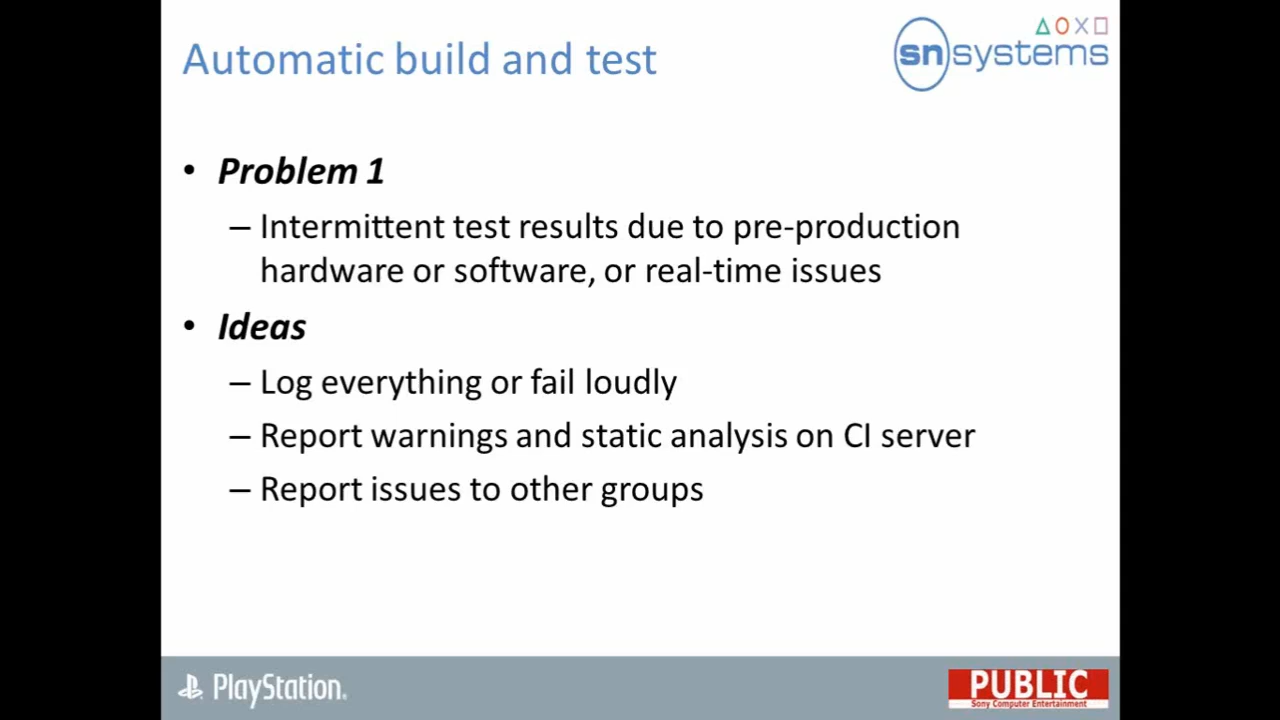 Automatic build and test
sn systems
• Problem 1
– Intermittent test results due to pre-production
hardware or software, or real-time issues
• Ideas
– Log everything or fail loudly
– Report warnings and static analysis on CI server
– Report issues to other groups
PlayStation®
PUBLIC
Sony Computer Entertainment